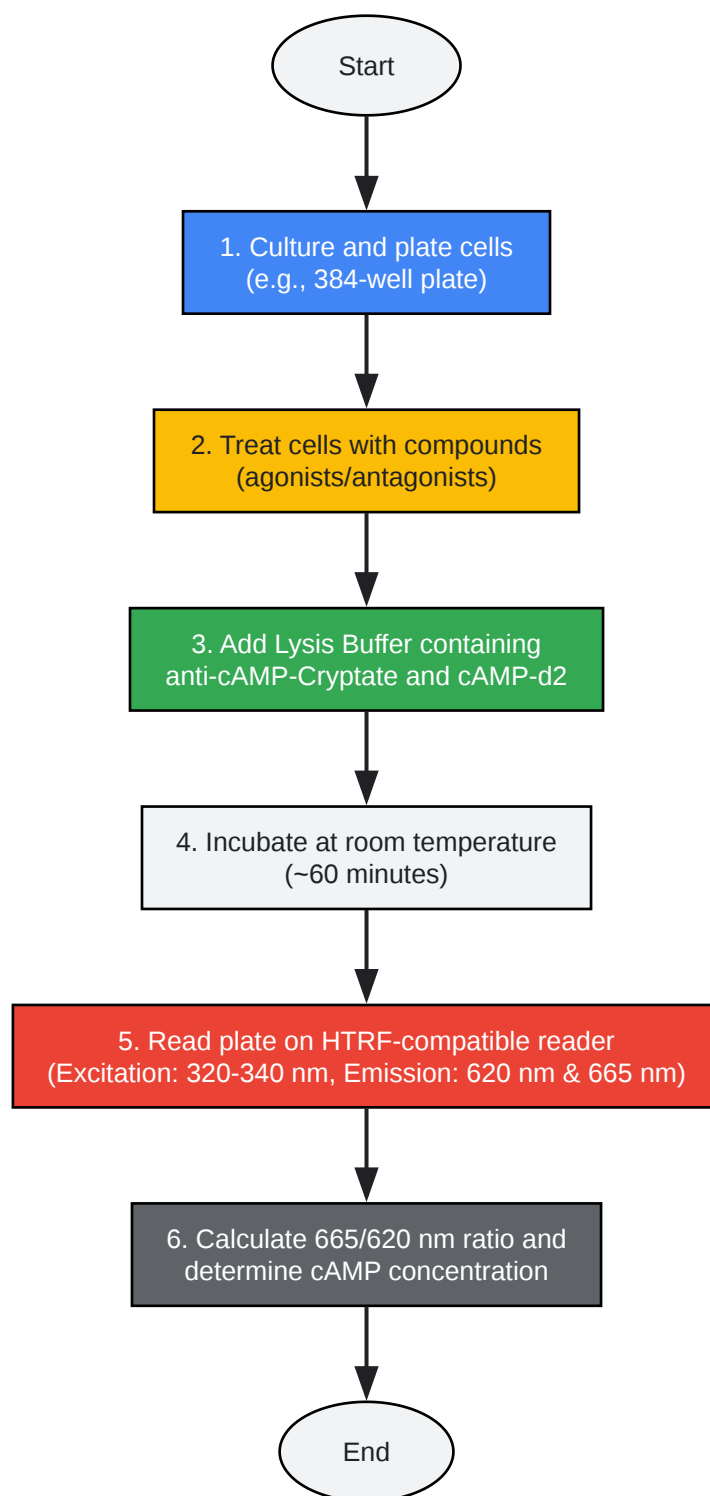 Start
1. Culture and plate cells
(e.g., 384-well plate)
2. Treat cells with compounds
(agonists/antagonists)
3. Add Lysis Buffer containing
anti-cAMP-Cryptate and cAMP-d2
4. Incubate at room temperature
(~60 minutes)
5. Read plate on HTRF-compatible reader
(Excitation: 320-340 nm, Emission: 620 nm & 665 nm)
6. Calculate 665/620 nm ratio and
determine cAMP concentration
End